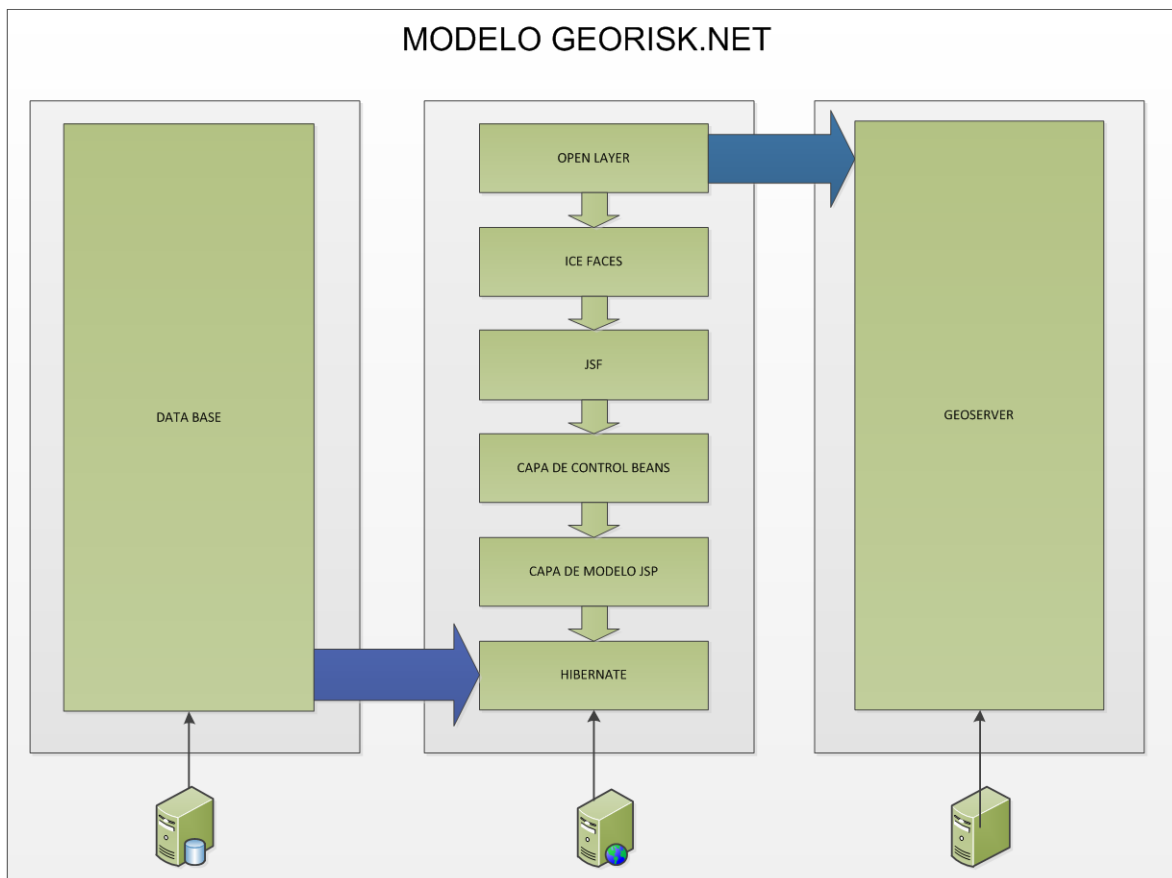 MODELO GEORISK.NET
DATA BASE
OPEN LAYER
ICE FACES
JSF
CAPA DE CONTROL BEANS
CAPA DE MODELO JSP
HIBERNATE
GEOSERVER